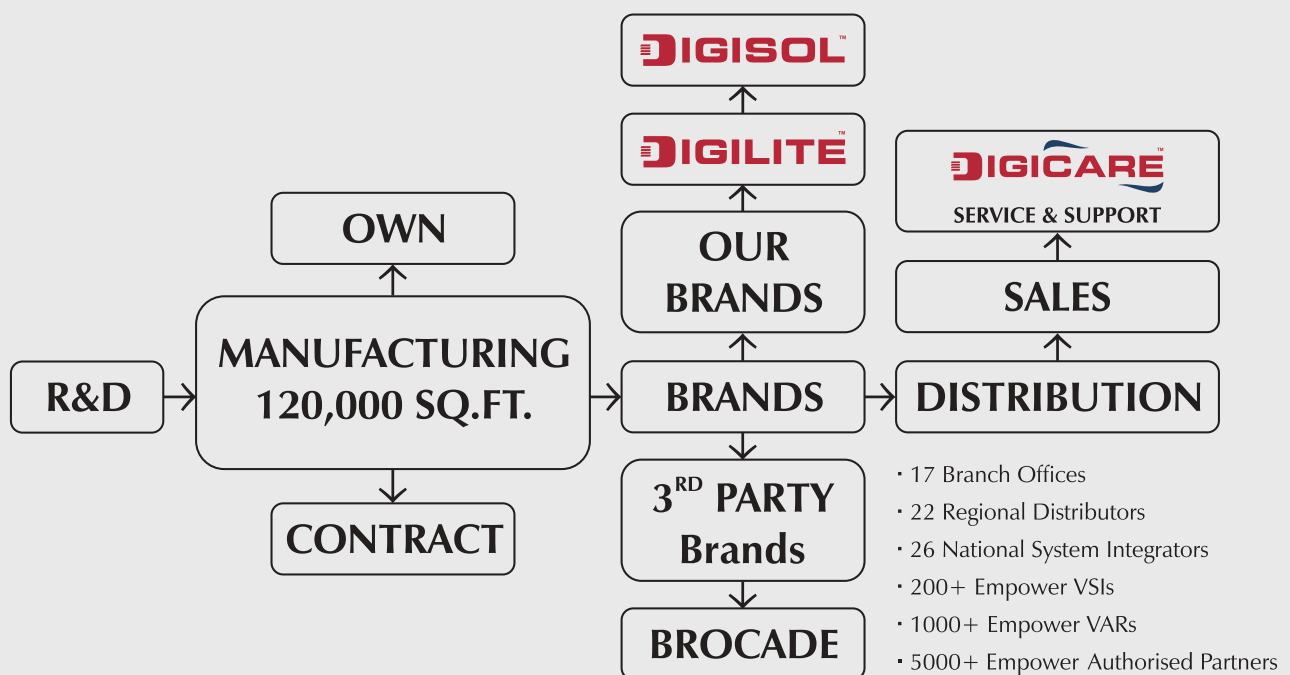 DIGISOL™
DIGILITE™
DIGICARE™
SERVICE & SUPPORT
OWN
OUR
BRANDS
SALES
MANUFACTURING
120,000 SQ.FT.
R&D
BRANDS
DISTRIBUTION
3RD PARTY
Brands
CONTRACT
BROCADE
· 17 Branch Offices
· 22 Regional Distributors
· 26 National System Integrators
· 200+ Empower VSIs
· 1000+ Empower VARs
· 5000+ Empower Authorised Partners